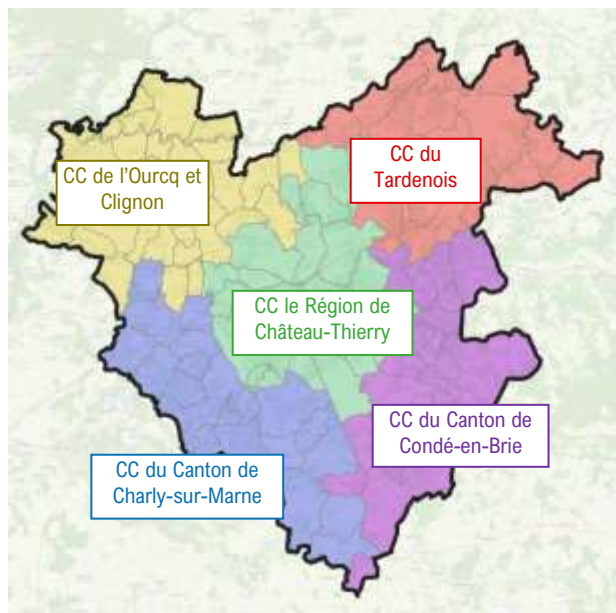 CC du
Tardenois
CC de l'Ourcq et
Clignon
CC le Région de
Château-Thierry
CC du Canton de
Condé-en-Brie
CC du Canton de
Charly-sur-Marne